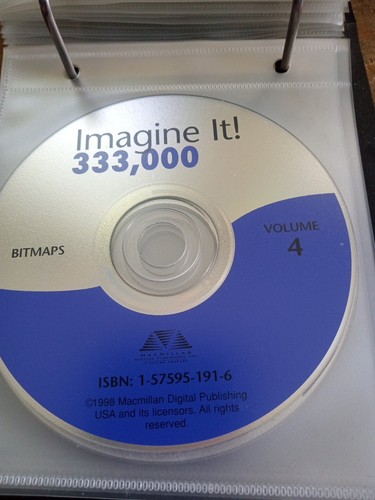 Imagine It!
333,000
BITMAPS
VOLUME
4
MACMILLAN
ISBN: 1-57595-191-6
©1998 Macmillan Digital Publishing
USA and its licensors. All rights
reserved.